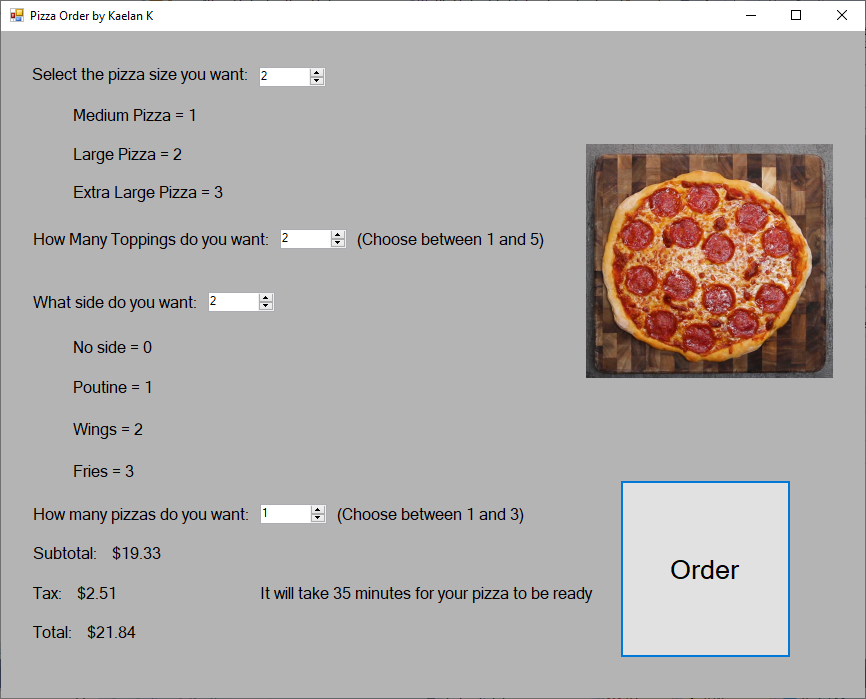 Pizza Order by Kaelan K
Select the pizza size you want: 2
Medium Pizza = 1
Large Pizza = 2
Extra Large Pizza = 3
How Many Toppings do you want: 2 (Choose between 1 and 5)
What side do you want: 2
No side = 0
Poutine = 1
Wings = 2
Fries = 3
How many pizzas do you want: 1 (Choose between 1 and 3)
Subtotal: $19.33
Order
Tax: $2.51 It will take 35 minutes for your pizza to be ready
Total: $21.84